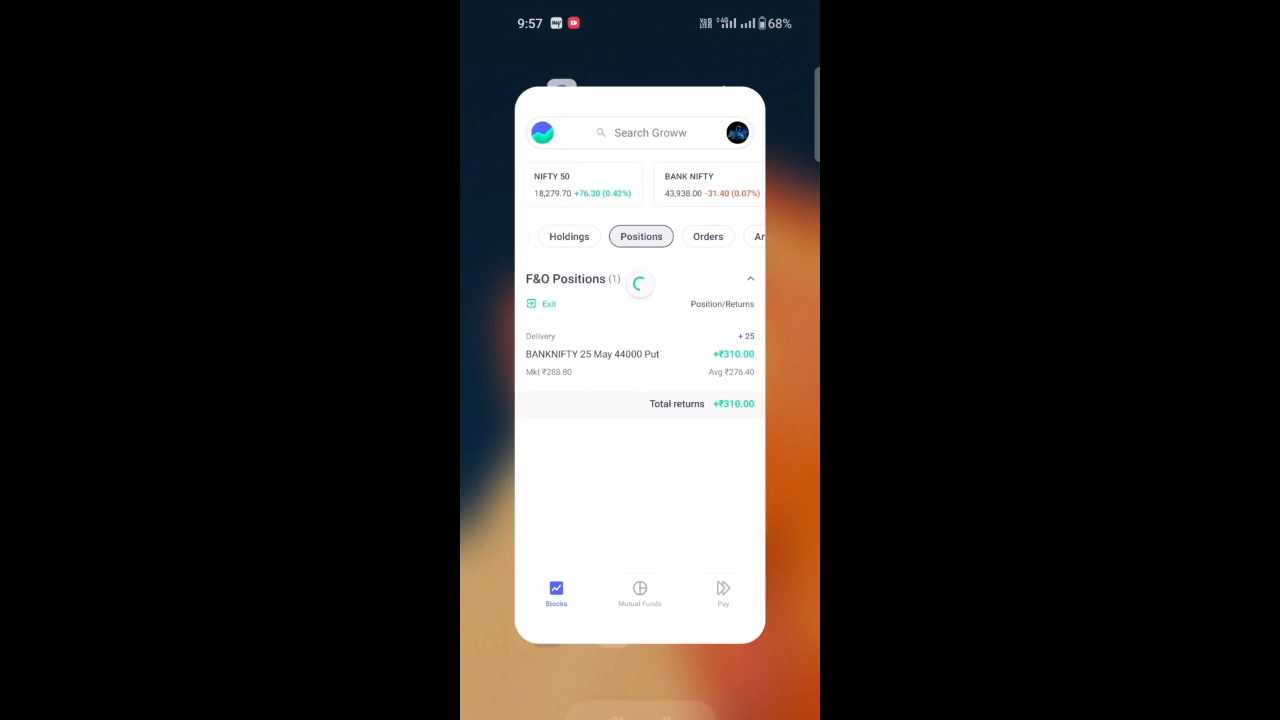 9:57 68%
Search Groww
NIFTY 50 BANK NIFTY
18,279.70 +76.30 (0.42%) 43,938.00 -31.40 (0.07%)
Holdings Positions Orders
F&O Positions (1)
Exit Position/Returns
Delivery + 25
BANKNIFTY 25 May 44000 Put +₹310.00
Mkt ₹288.80 Avg ₹276.40
Total returns +₹310.00
Stocks Mutual Funds Pay